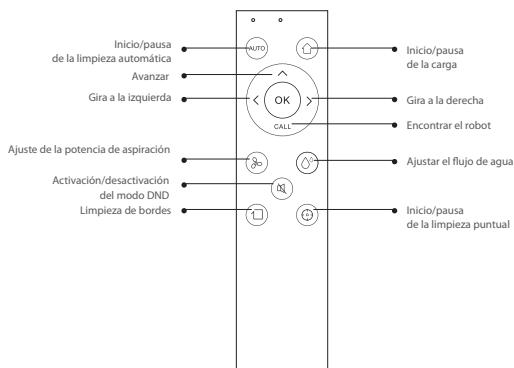 Inicio/pausa
de la limpieza automática
Avanzar
Gira a la izquierda
Ajuste de la potencia de aspiración
Activación/desactivación
del modo DND
Limpieza de bordes
AUTO
OK
CALL
Inicio/pausa
de la carga
Gira a la derecha
Encontrar el robot
Ajustar el flujo de agua
Inicio/pausa
de la limpieza puntual